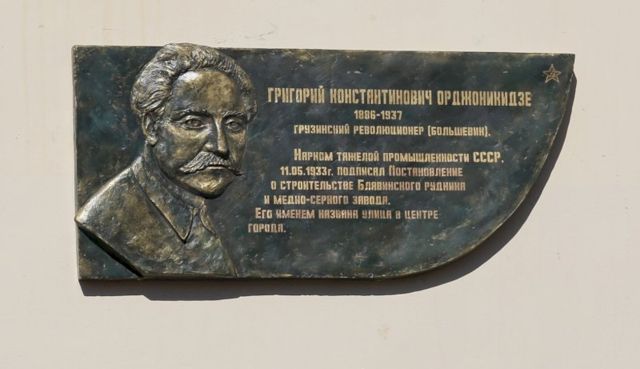 ГРИГОРИЙ КОНСТАНТИНОВИЧ ОРДЖОНИКИДЗЕ
1886-1937
ГРУЗИНСКИЙ РЕВОЛЮЦИОНЕР (БОЛЬШЕВИК).
НАРКОМ ТЯЖЕЛОЙ ПРОМЫШЛЕННОСТИ СССР.
11.05.1933г. ПОДПИСАЛ ПОСТАНОВЛЕНИЕ
О СТРОИТЕЛЬСТВЕ БЛЯВИНСКОГО РУДНИКА
И МЕДНО-СЕРНОГО ЗАВОДА.
ЕГО ИМЕНЕМ НАЗВАНА УЛИЦА В ЦЕНТРЕ
ГОРОДА.